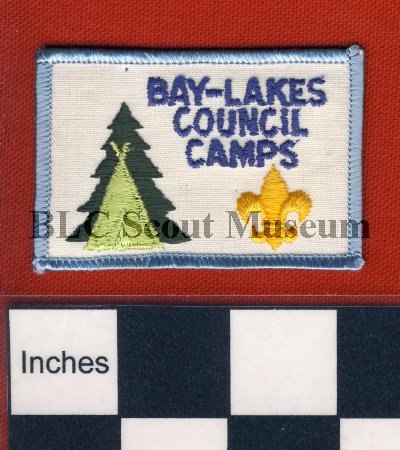 BAY-LAKES
COUNCIL
CAMPS
BLC Scout Museum
Inches